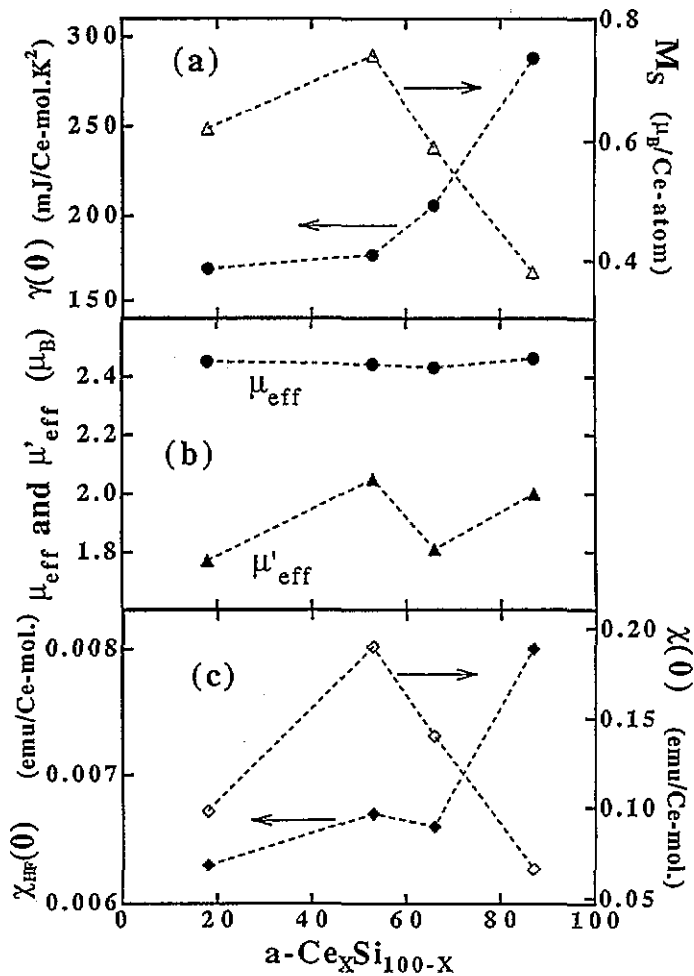 (a)
300
250
200
150
γ(0) (mJ/Ce-mol.K²)
0.8
0.6
0.4
M_S (μ_B/Ce-atom)
(b)
2.4
2.2
2.0
1.8
μ_eff and μ'_eff (μ_B)
μ_eff
μ'_eff
(c)
0.008
0.007
0.006
χ_HF(0) (emu/Ce-mol.)
0.20
0.15
0.10
0.05
χ(0) (emu/Ce-mol.)
0 20 40 60 80 100
a-Ce_XSi_100-X